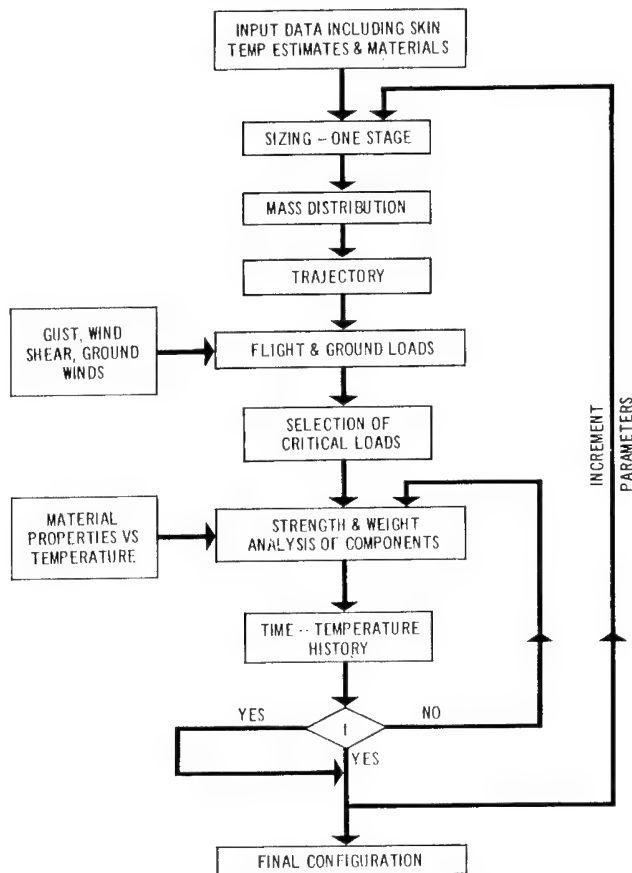 INPUT DATA INCLUDING SKIN
TEMP ESTIMATES & MATERIALS
SIZING - ONE STAGE
MASS DISTRIBUTION
TRAJECTORY
GUST, WIND
SHEAR, GROUND
WINDS
FLIGHT & GROUND LOADS
SELECTION OF
CRITICAL LOADS
INCREMENT
PARAMETERS
MATERIAL
PROPERTIES VS
TEMPERATURE
STRENGTH & WEIGHT
ANALYSIS OF COMPONENTS
TIME -- TEMPERATURE
HISTORY
YES
NO
t
YES
FINAL CONFIGURATION